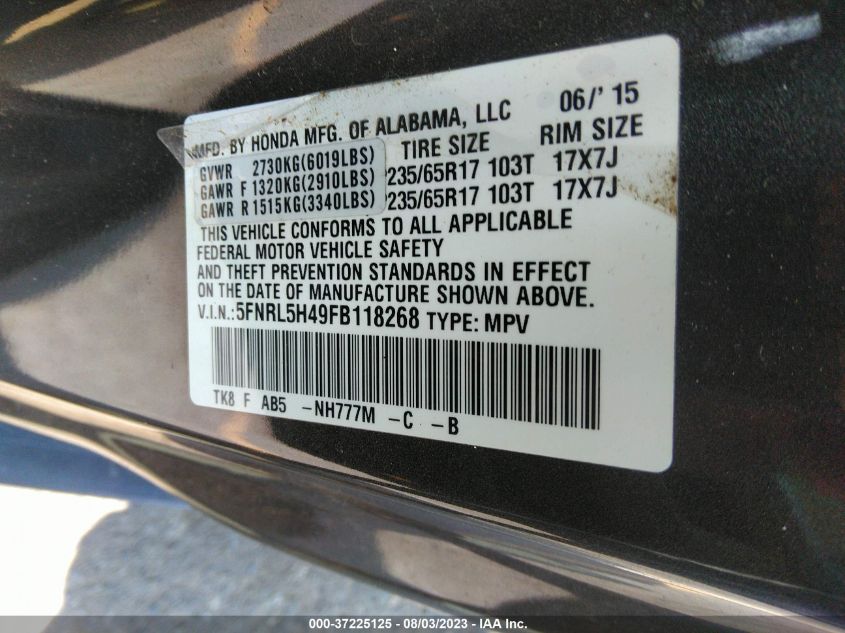 MFD. BY HONDA MFG. OF ALABAMA, LLC 06/'15
TIRE SIZE RIM SIZE
GVWR 2730KG(6019LBS)
GAWR F 1320KG(2910LBS) 235/65R17 103T 17X7J
GAWR R 1515KG(3340LBS) 235/65R17 103T 17X7J
THIS VEHICLE CONFORMS TO ALL APPLICABLE
FEDERAL MOTOR VEHICLE SAFETY
AND THEFT PREVENTION STANDARDS IN EFFECT
ON THE DATE OF MANUFACTURE SHOWN ABOVE.
V.I.N.:5FNRL5H49FB118268 TYPE: MPV
TK8 F AB5 -NH777M -C -B
000-37225125 - 08/03/2023 - IAA Inc.